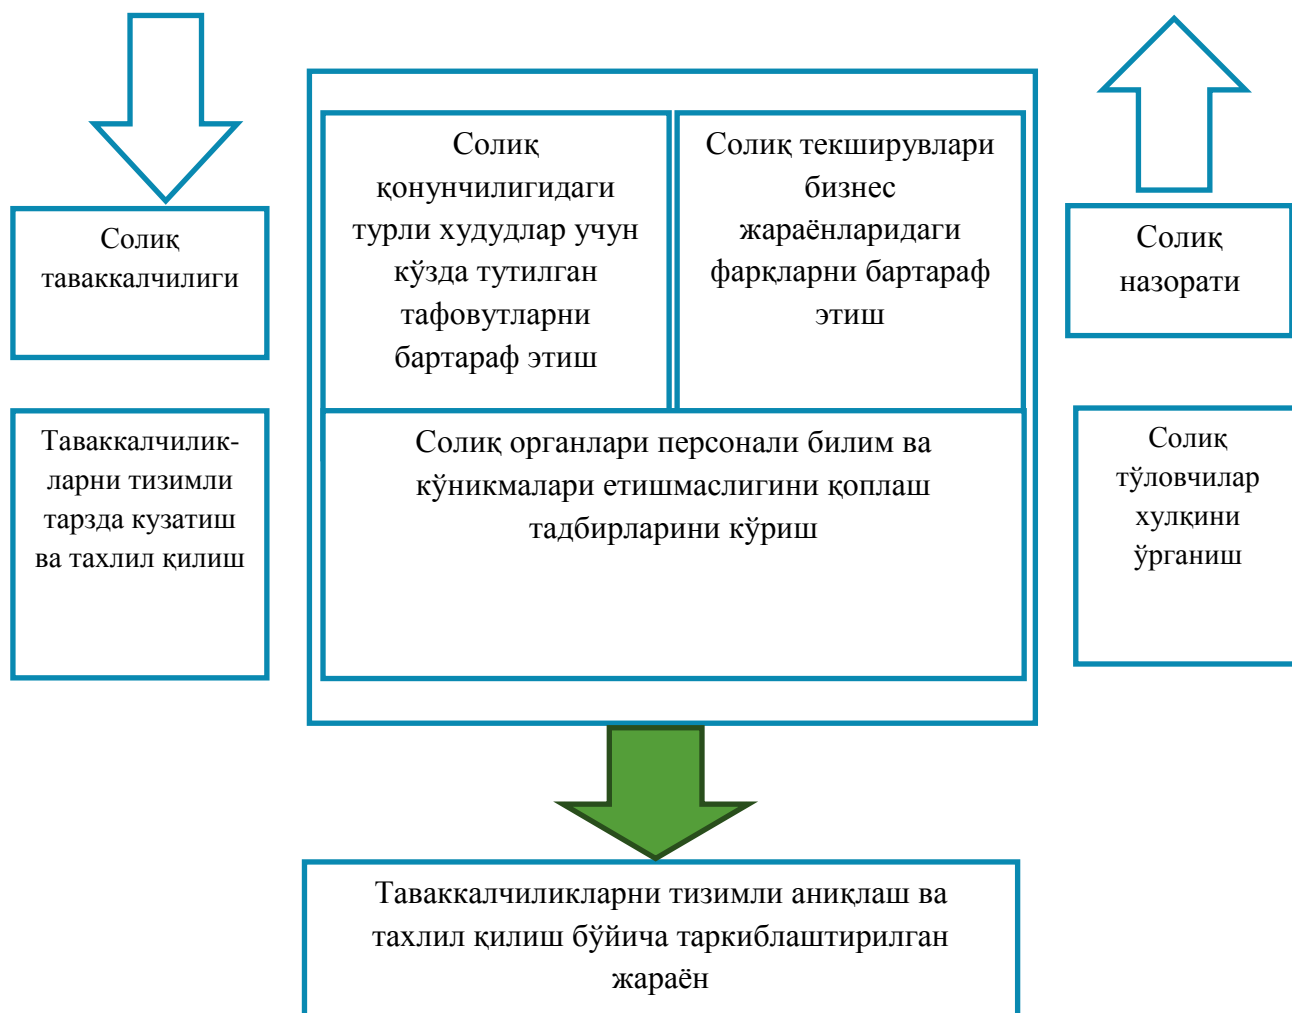 Солиқ
таваккалчилиги
Солиқ
қонунчилигидаги
турли худудлар учун
кўзда тутилган
тафовутларни
бартараф этиш
Солиқ текширувлари
бизнес
жараёнларидаги
фарқларни бартараф
этиш
Солиқ
назорати
Таваккалчилик-
ларни тизимли
тарзда кузатиш
ва тахлил қилиш
Солиқ органлари персонали билим ва
кўникмалари етишмаслигини қоплаш
тадбирларини кўриш
Солиқ
тўловчилар
хулқини
ўрганиш
Таваккалчиликларни тизимли аниқлаш ва
тахлил қилиш бўйича таркиблаштирилган
жараён